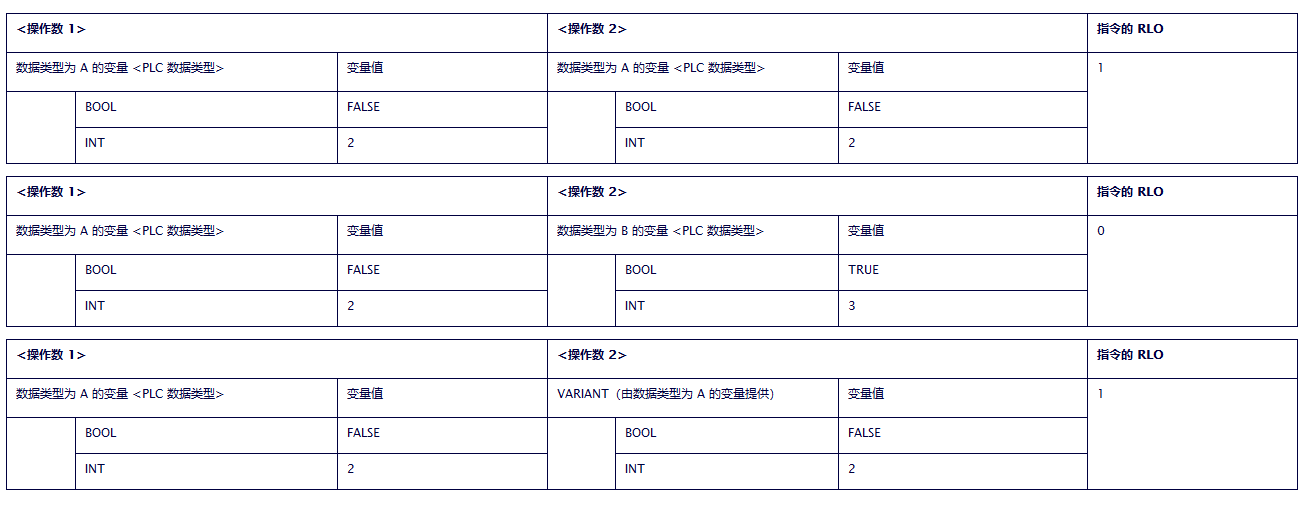 <操作数 1> <操作数 2> 指令的 RLO
数据类型为 A 的变量 <PLC 数据类型> 变量值 数据类型为 A 的变量 <PLC 数据类型> 变量值 1
BOOL FALSE BOOL FALSE
INT 2 INT 2
<操作数 1> <操作数 2> 指令的 RLO
数据类型为 A 的变量 <PLC 数据类型> 变量值 数据类型为 B 的变量 <PLC 数据类型> 变量值 0
BOOL FALSE BOOL TRUE
INT 2 INT 3
<操作数 1> <操作数 2> 指令的 RLO
数据类型为 A 的变量 <PLC 数据类型> 变量值 VARIANT（由数据类型为 A 的变量提供） 变量值 1
BOOL FALSE BOOL FALSE
INT 2 INT 2